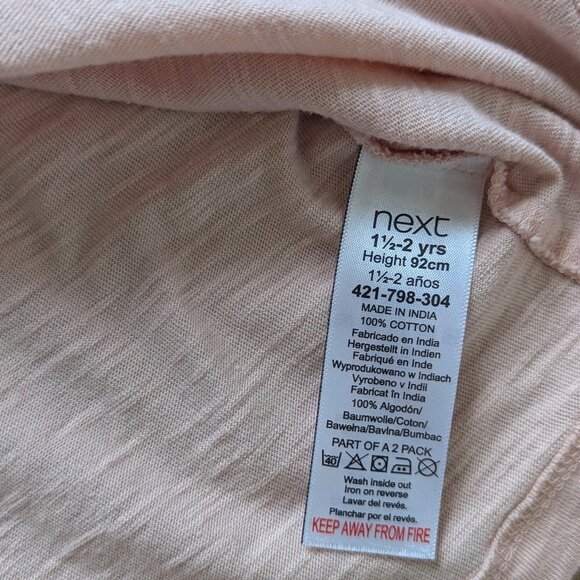 next
1½-2 yrs
Height 92cm
1½-2 años
421-798-304
MADE IN INDIA
100% COTTON
Fabricado en India
Hergestellt in Indien
Fabriqué en Inde
Wyprodukowano w Indiach
Vyrobeno v Indii
Fabricat în India
100% Algodón/
Baumwolle/Coton/
Bawełna/Bavlna/Bumbac
PART OF A 2 PACK
40
Wash inside out
Iron on reverse
Lavar del revés.
Planchar por el revés.
KEEP AWAY FROM FIRE